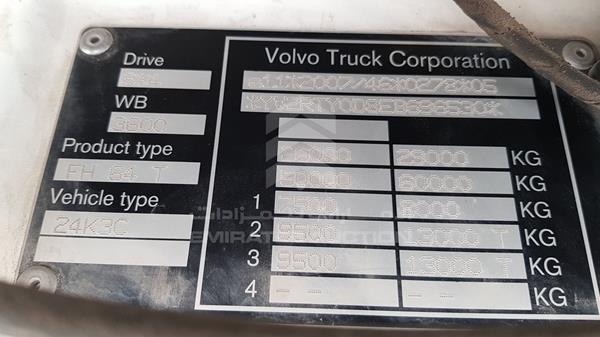 Drive
6X4
WB
3600
Product type
FH 64 T
Vehicle type
24K3C
Volvo Truck Corporation
e11*2007/46*0278*05
26000 29000 KG
50000 60000 KG
1 7500 8000 KG
2 9500 13000 T KG
3 9500 13000 T KG
4 -- -- KG
مزادات
EMIRATES AUCTION